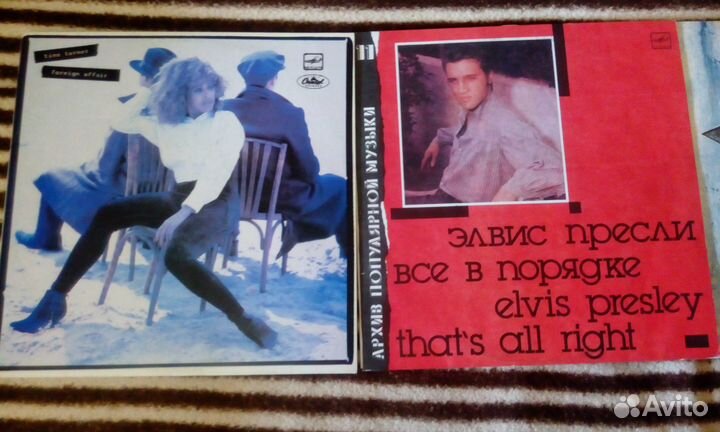 tina turner
foreign affair
Capitol
11
АРХИВ ПОПУЛЯРНОЙ МУЗЫКИ
элвис пресли
все в порядке
elvis presley
that's all right
Avito